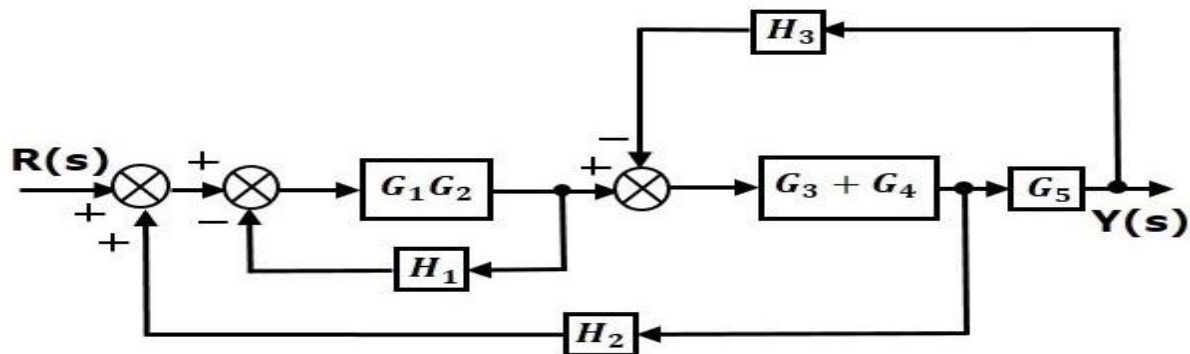 H₃
−
R(s)
+
+
+
−
G₁G₂
+
G₃ + G₄
G₅
Y(s)
H₁
H₂